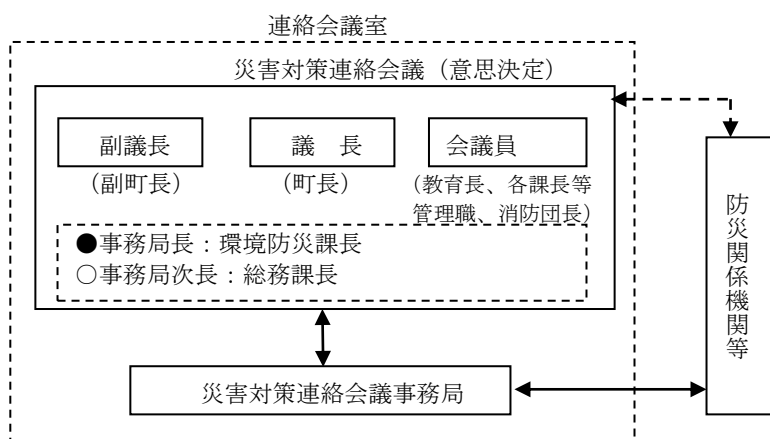 連絡会議室
災害対策連絡会議（意思決定）
副議長
議　長
会議員
（副町長）
（町長）
（教育長、各課長等
管理職、消防団長）
●事務局長：環境防災課長
○事務局次長：総務課長
災害対策連絡会議事務局
防災関係機関等